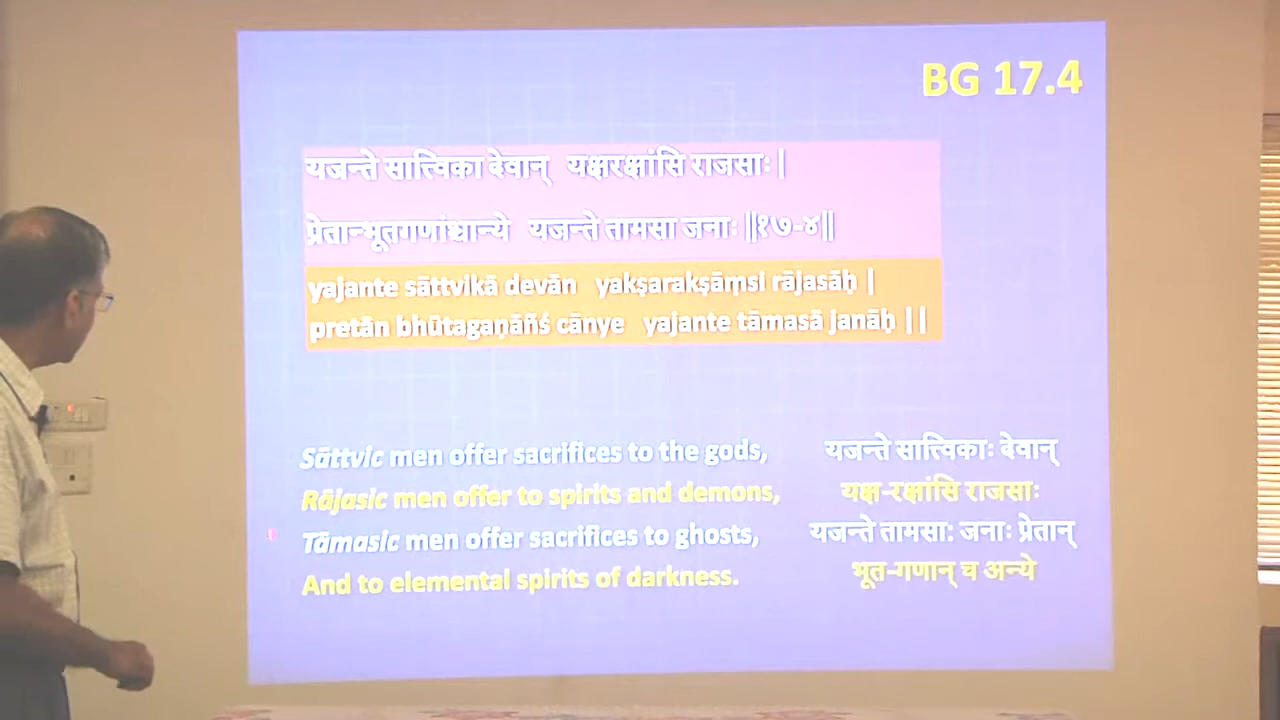 BG 17.4
यजन्ते सात्त्विका देवान् यक्षरक्षांसि राजसाः |
प्रेतान्भूतगणांश्चान्ये यजन्ते तामसा जनाः ||१७-४||
yajante sāttvikā devān yakṣarakṣāṃsi rājasāḥ |
pretān bhūtagaṇāñś cānye yajante tāmasā janāḥ ||
Sāttvic men offer sacrifices to the gods, यजन्ते सात्त्विकाः देवान्
Rājasic men offer to spirits and demons, यक्ष-रक्षांसि राजसाः
Tāmasic men offer sacrifices to ghosts, यजन्ते तामसा: जनाः प्रेतान्
And to elemental spirits of darkness. भूत-गणान् च अन्ये